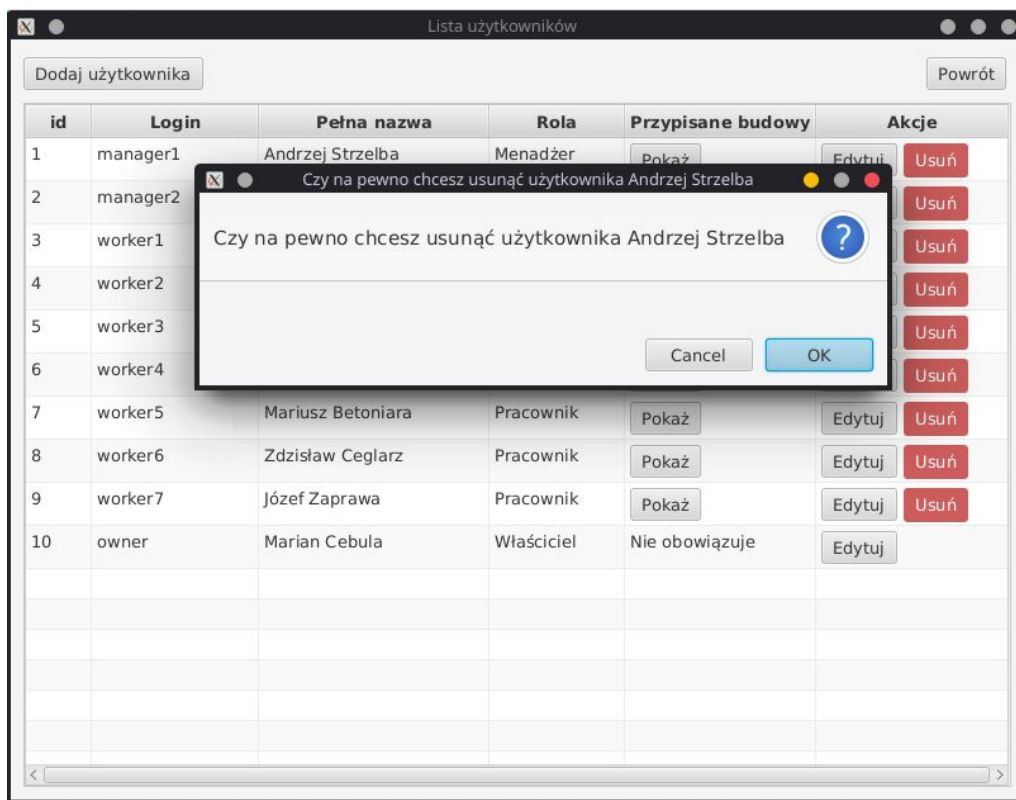 Lista użytkowników
Dodaj użytkownika Powrót
id Login Pełna nazwa Rola Przypisane budowy Akcje
1 manager1 Andrzej Strzelba Menadżer Pokaż Edytuj Usuń
Czy na pewno chcesz usunąć użytkownika Andrzej Strzelba
2 manager2 Usuń
Czy na pewno chcesz usunąć użytkownika Andrzej Strzelba ?
3 worker1 Usuń
4 worker2 Usuń
5 worker3 Usuń
Cancel OK
6 worker4 Usuń
7 worker5 Mariusz Betoniara Pracownik Pokaż Edytuj Usuń
8 worker6 Zdzisław Ceglarz Pracownik Pokaż Edytuj Usuń
9 worker7 Józef Zaprawa Pracownik Pokaż Edytuj Usuń
10 owner Marian Cebula Właściciel Nie obowiązuje Edytuj